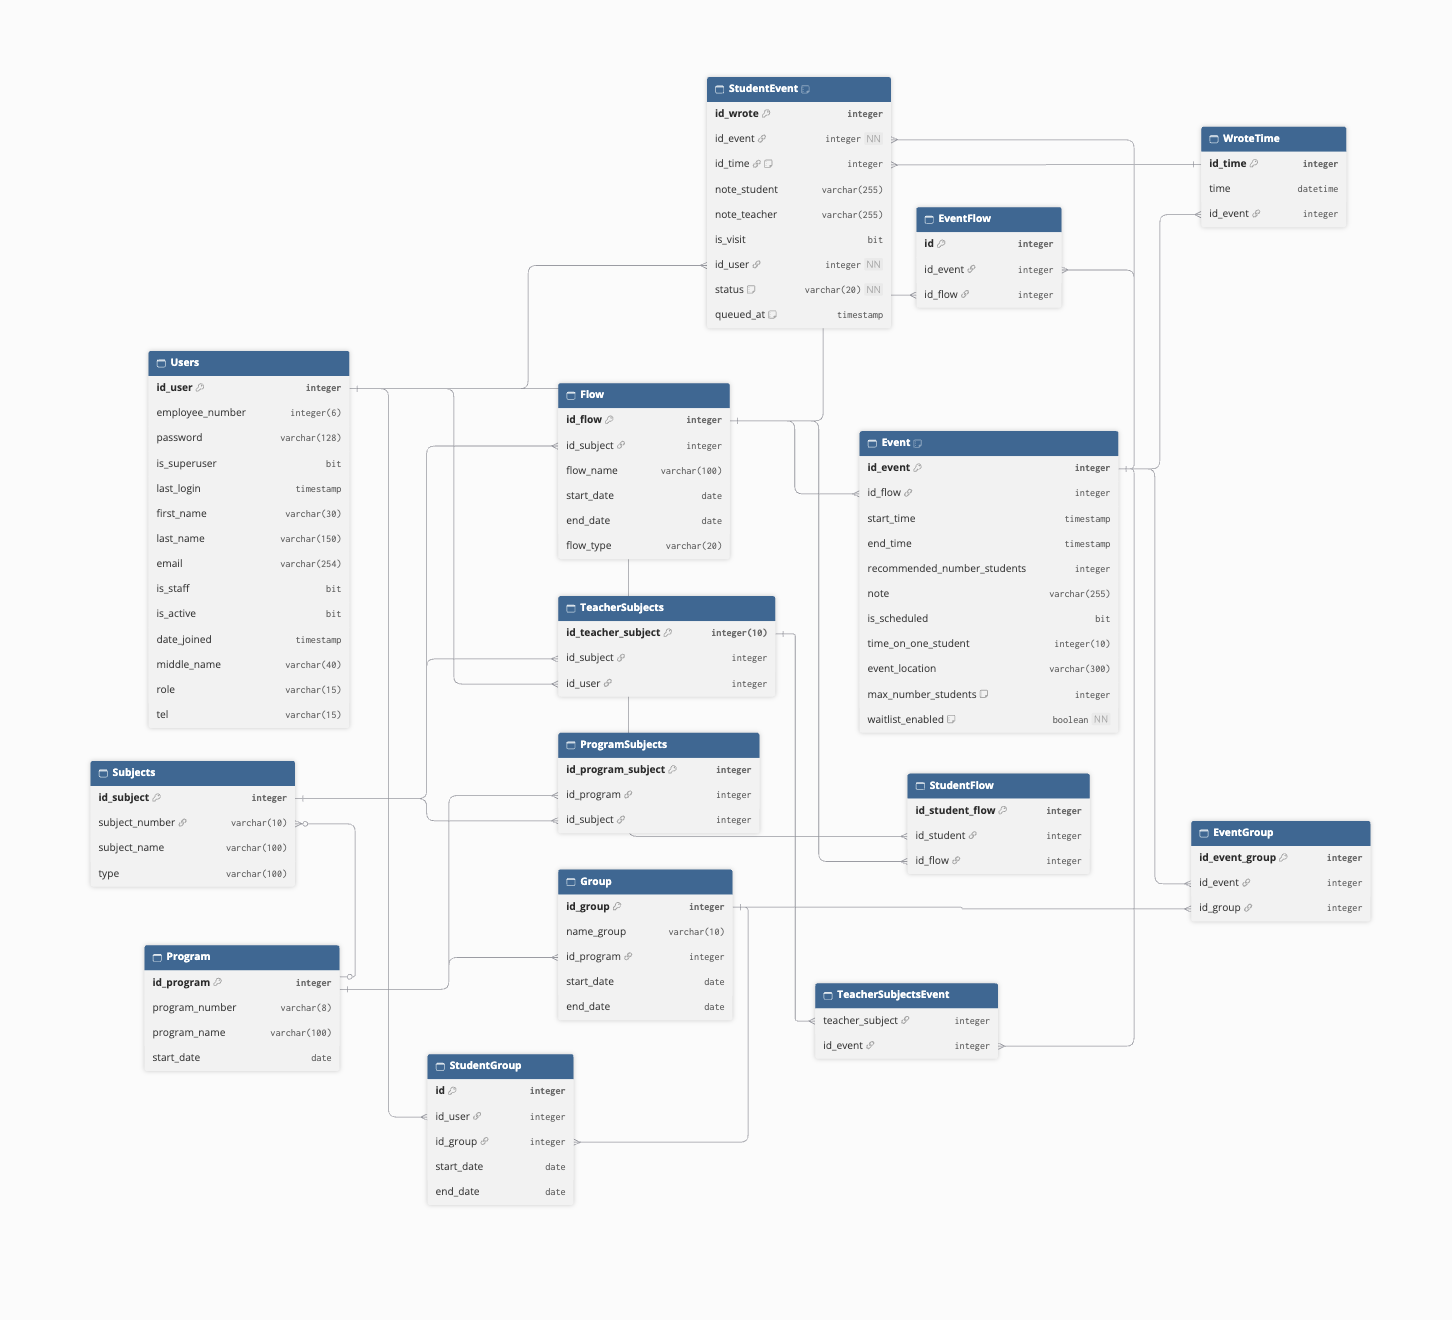 StudentEvent
id_wrote integer
id_event integer NN
id_time integer
note_student varchar(255)
note_teacher varchar(255)
is_visit bit
id_user integer NN
status varchar(20) NN
queued_at timestamp
WroteTime
id_time integer
time datetime
id_event integer
EventFlow
id integer
id_event integer
id_flow integer
Users
id_user integer
employee_number integer(6)
password varchar(128)
is_superuser bit
last_login timestamp
first_name varchar(30)
last_name varchar(150)
email varchar(254)
is_staff bit
is_active bit
date_joined timestamp
middle_name varchar(40)
role varchar(15)
tel varchar(15)
Flow
id_flow integer
id_subject integer
flow_name varchar(100)
start_date date
end_date date
flow_type varchar(20)
Event
id_event integer
id_flow integer
start_time timestamp
end_time timestamp
recommended_number_students integer
note varchar(255)
is_scheduled bit
time_on_one_student integer(10)
event_location varchar(300)
max_number_students integer
waitlist_enabled boolean NN
TeacherSubjects
id_teacher_subject integer(10)
id_subject integer
id_user integer
ProgramSubjects
id_program_subject integer
id_program integer
id_subject integer
Subjects
id_subject integer
subject_number varchar(10)
subject_name varchar(100)
type varchar(100)
StudentFlow
id_student_flow integer
id_student integer
id_flow integer
EventGroup
id_event_group integer
id_event integer
id_group integer
Group
id_group integer
name_group varchar(10)
id_program integer
start_date date
end_date date
Program
id_program integer
program_number varchar(8)
program_name varchar(100)
start_date date
TeacherSubjectsEvent
teacher_subject integer
id_event integer
StudentGroup
id integer
id_user integer
id_group integer
start_date date
end_date date